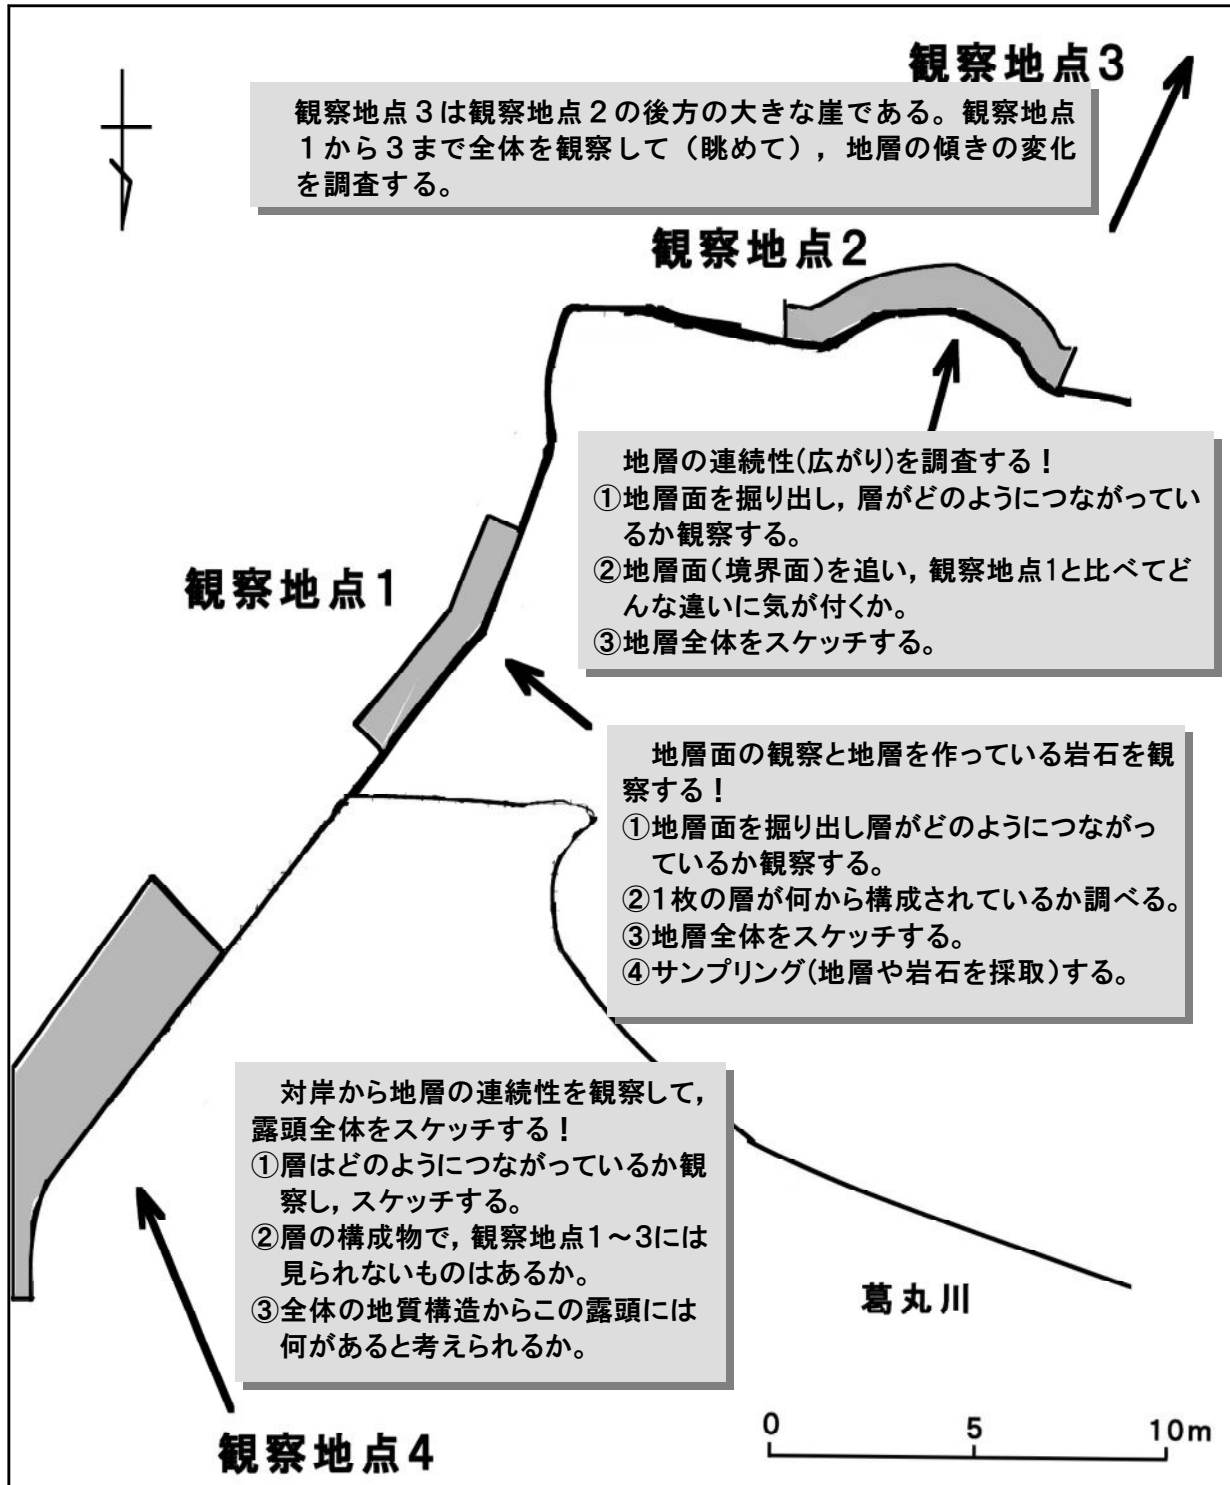 観察地点3
観察地点３は観察地点２の後方の大きな崖である。観察地点
１から３まで全体を観察して（眺めて），地層の傾きの変化
を調査する。
観察地点2
地層の連続性(広がり)を調査する！
①地層面を掘り出し，層がどのようにつながってい
るか観察する。
②地層面(境界面)を追い，観察地点1と比べてど
んな違いに気が付くか。
③地層全体をスケッチする。
観察地点1
地層面の観察と地層を作っている岩石を観
察する！
①地層面を掘り出し層がどのようにつながっ
ているか観察する。
②1枚の層が何から構成されているか調べる。
③地層全体をスケッチする。
④サンプリング(地層や岩石を採取)する。
対岸から地層の連続性を観察して，
露頭全体をスケッチする！
①層はどのようにつながっているか観
察し，スケッチする。
②層の構成物で，観察地点1～3には
見られないものはあるか。
③全体の地質構造からこの露頭には
何があると考えられるか。
葛丸川
観察地点4
0 5 10m